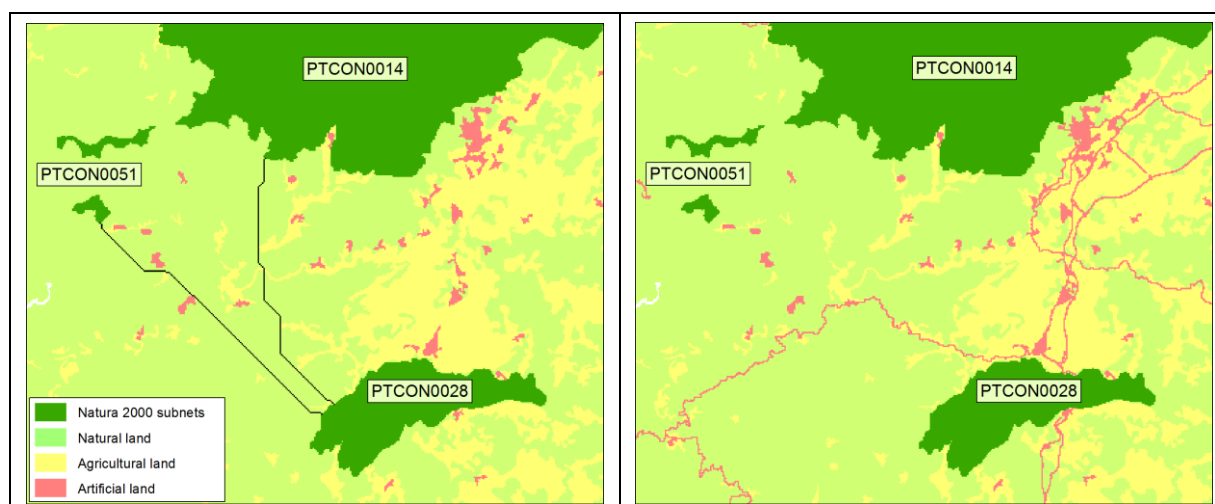 PTCON0014
PTCON0051
PTCON0028
Natura 2000 subnets
Natural land
Agricultural land
Artificial land
PTCON0014
PTCON0051
PTCON0028